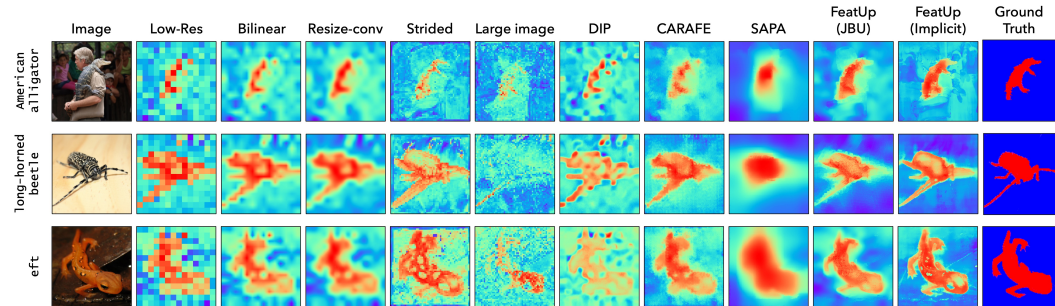 Image Low-Res Bilinear Resize-conv Strided Large image DIP CARAFE SAPA FeatUp (JBU) FeatUp (Implicit) Ground Truth
American alligator
long-horned beetle
eft